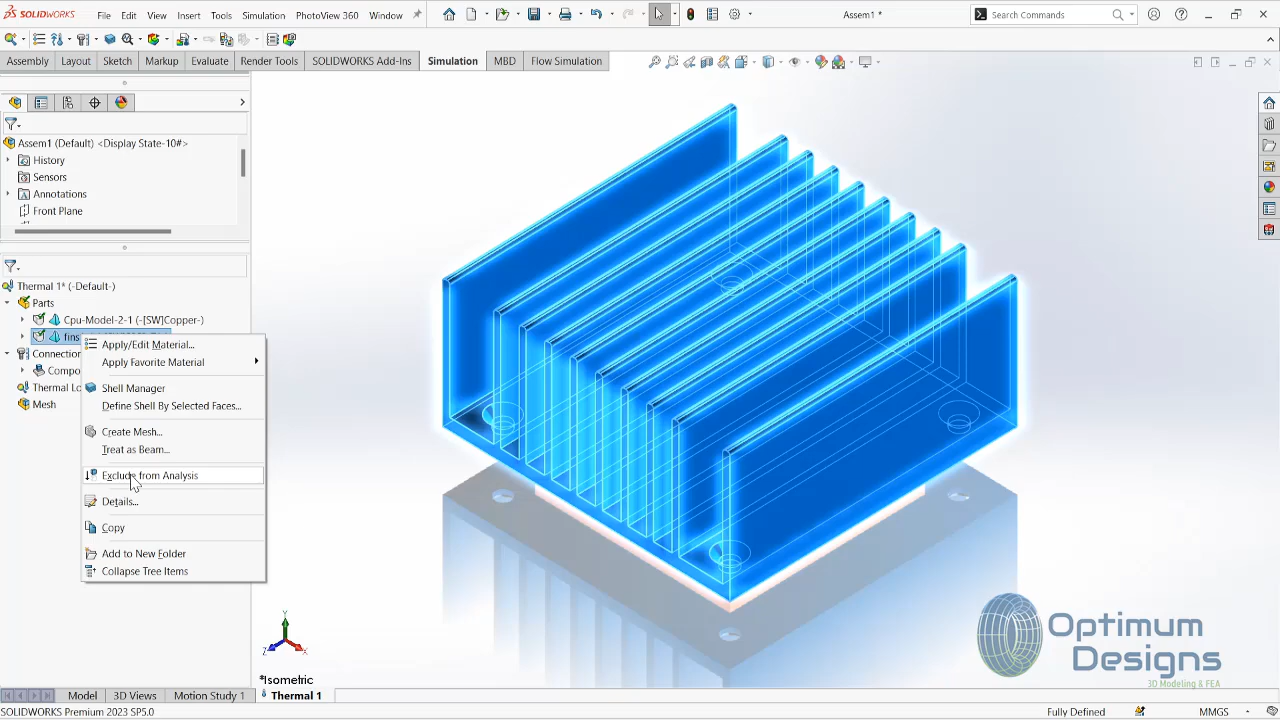 SOLIDWORKS
File Edit View Insert Tools Simulation PhotoView 360 Window
Assem1 *
Search Commands
Assembly Layout Sketch Markup Evaluate Render Tools SOLIDWORKS Add-Ins Simulation MBD Flow Simulation
Assem1 (Default) <Display State-10#>
History
Sensors
Annotations
Front Plane
Thermal 1* (-Default-)
Parts
Cpu-Model-2-1 (-[SW]Copper-)
fins
Connection
Compo
Thermal Lo
Mesh
Apply/Edit Material...
Apply Favorite Material
Shell Manager
Define Shell By Selected Faces...
Create Mesh...
Treat as Beam...
Exclude from Analysis
Details...
Copy
Add to New Folder
Collapse Tree Items
Y
Z
X
*Isometric
Optimum
Designs
3D Modeling & FEA
Model 3D Views Motion Study 1 Thermal 1
SOLIDWORKS Premium 2023 SP5.0
Fully Defined
MMGS